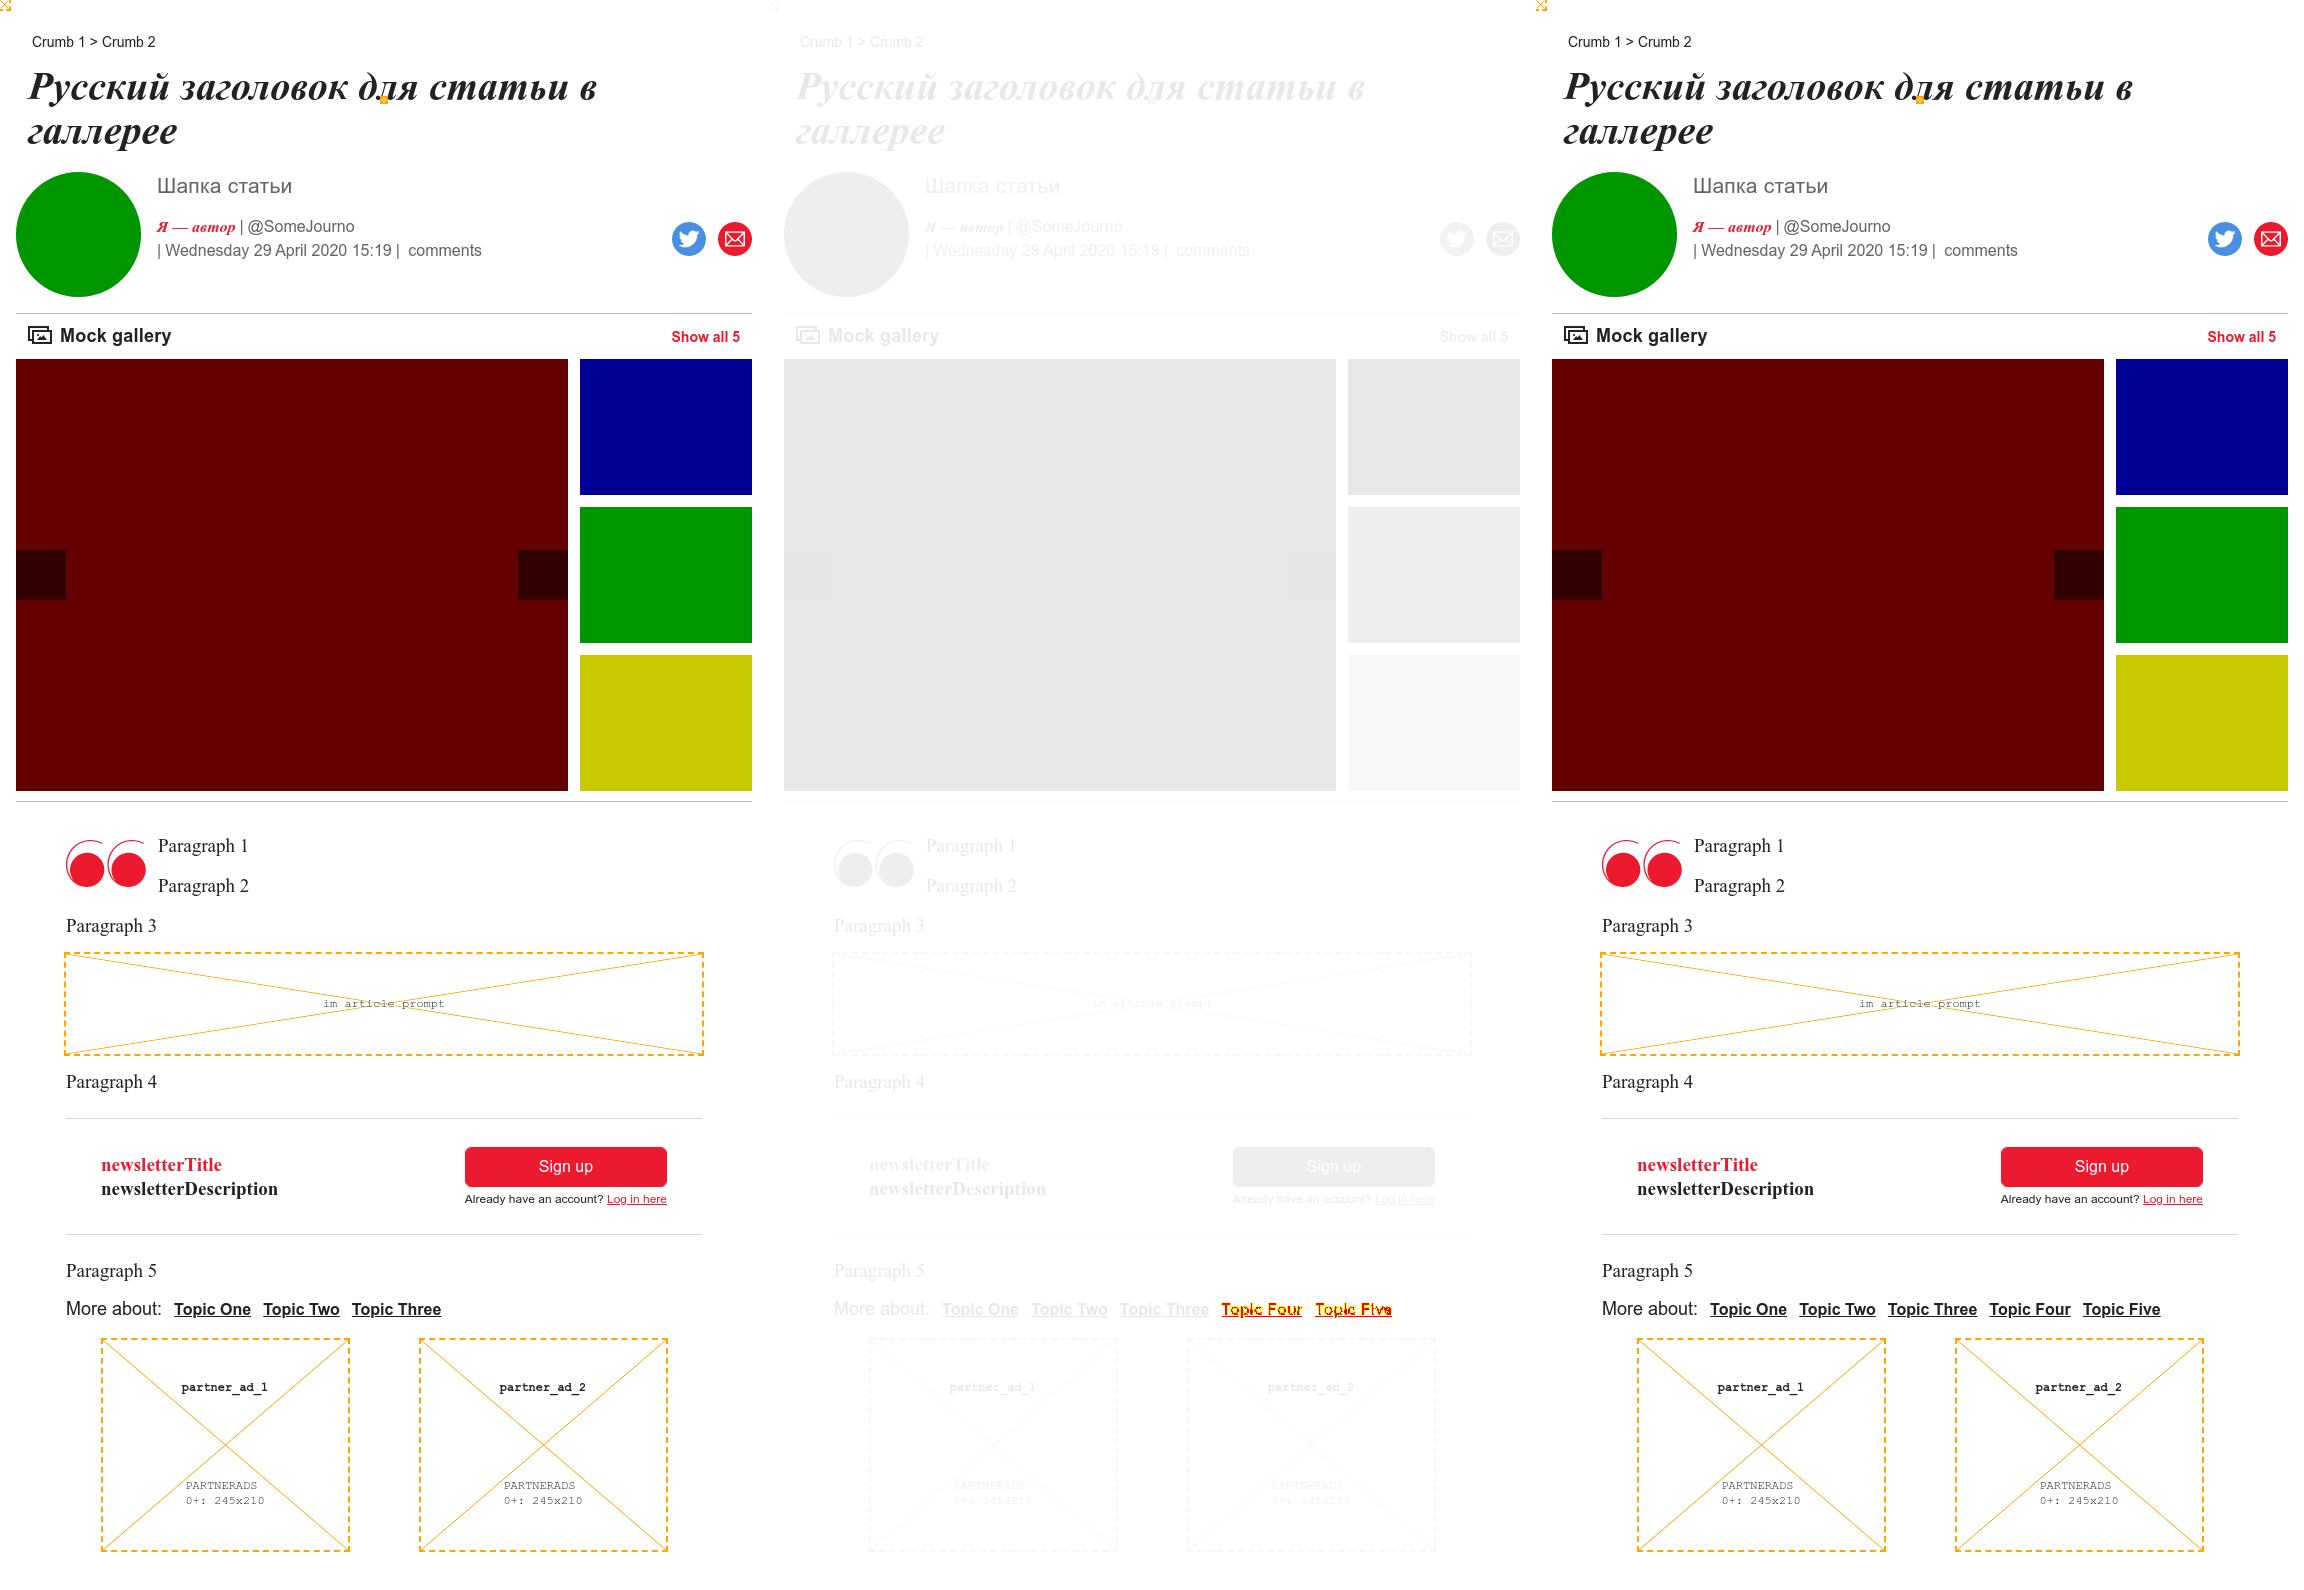 Crumb 1 > Crumb 2
Русский заголовок для статьи в
галлерее
Шапка статьи
Я — автор | @SomeJourno
| Wednesday 29 April 2020 15:19 | comments
Mock gallery
Show all 5
Paragraph 1
Paragraph 2
Paragraph 3
im article prompt
Paragraph 4
newsletterTitle
newsletterDescription
Sign up
Already have an account? Log in here
Paragraph 5
More about: Topic One Topic Two Topic Three
partner_ad_1
PARTNERADS
0+: 245x210
partner_ad_2
PARTNERADS
0+: 245x210
Crumb 1 > Crumb 2
Русский заголовок для статьи в
галлерее
Шапка статьи
Я — автор | @SomeJourno
| Wednesday 29 April 2020 15:19 | comments
Mock gallery
Show all 5
Paragraph 1
Paragraph 2
Paragraph 3
im article prompt
Paragraph 4
newsletterTitle
newsletterDescription
Sign up
Already have an account? Log in here
Paragraph 5
More about: Topic One Topic Two Topic Three Topic Four Topic Five
partner_ad_1
PARTNERADS
0+: 245x210
partner_ad_2
PARTNERADS
0+: 245x210
Crumb 1 > Crumb 2
Русский заголовок для статьи в
галлерее
Шапка статьи
Я — автор | @SomeJourno
| Wednesday 29 April 2020 15:19 | comments
Mock gallery
Show all 5
Paragraph 1
Paragraph 2
Paragraph 3
im article prompt
Paragraph 4
newsletterTitle
newsletterDescription
Sign up
Already have an account? Log in here
Paragraph 5
More about: Topic One Topic Two Topic Three Topic Four Topic Five
partner_ad_1
PARTNERADS
0+: 245x210
partner_ad_2
PARTNERADS
0+: 245x210